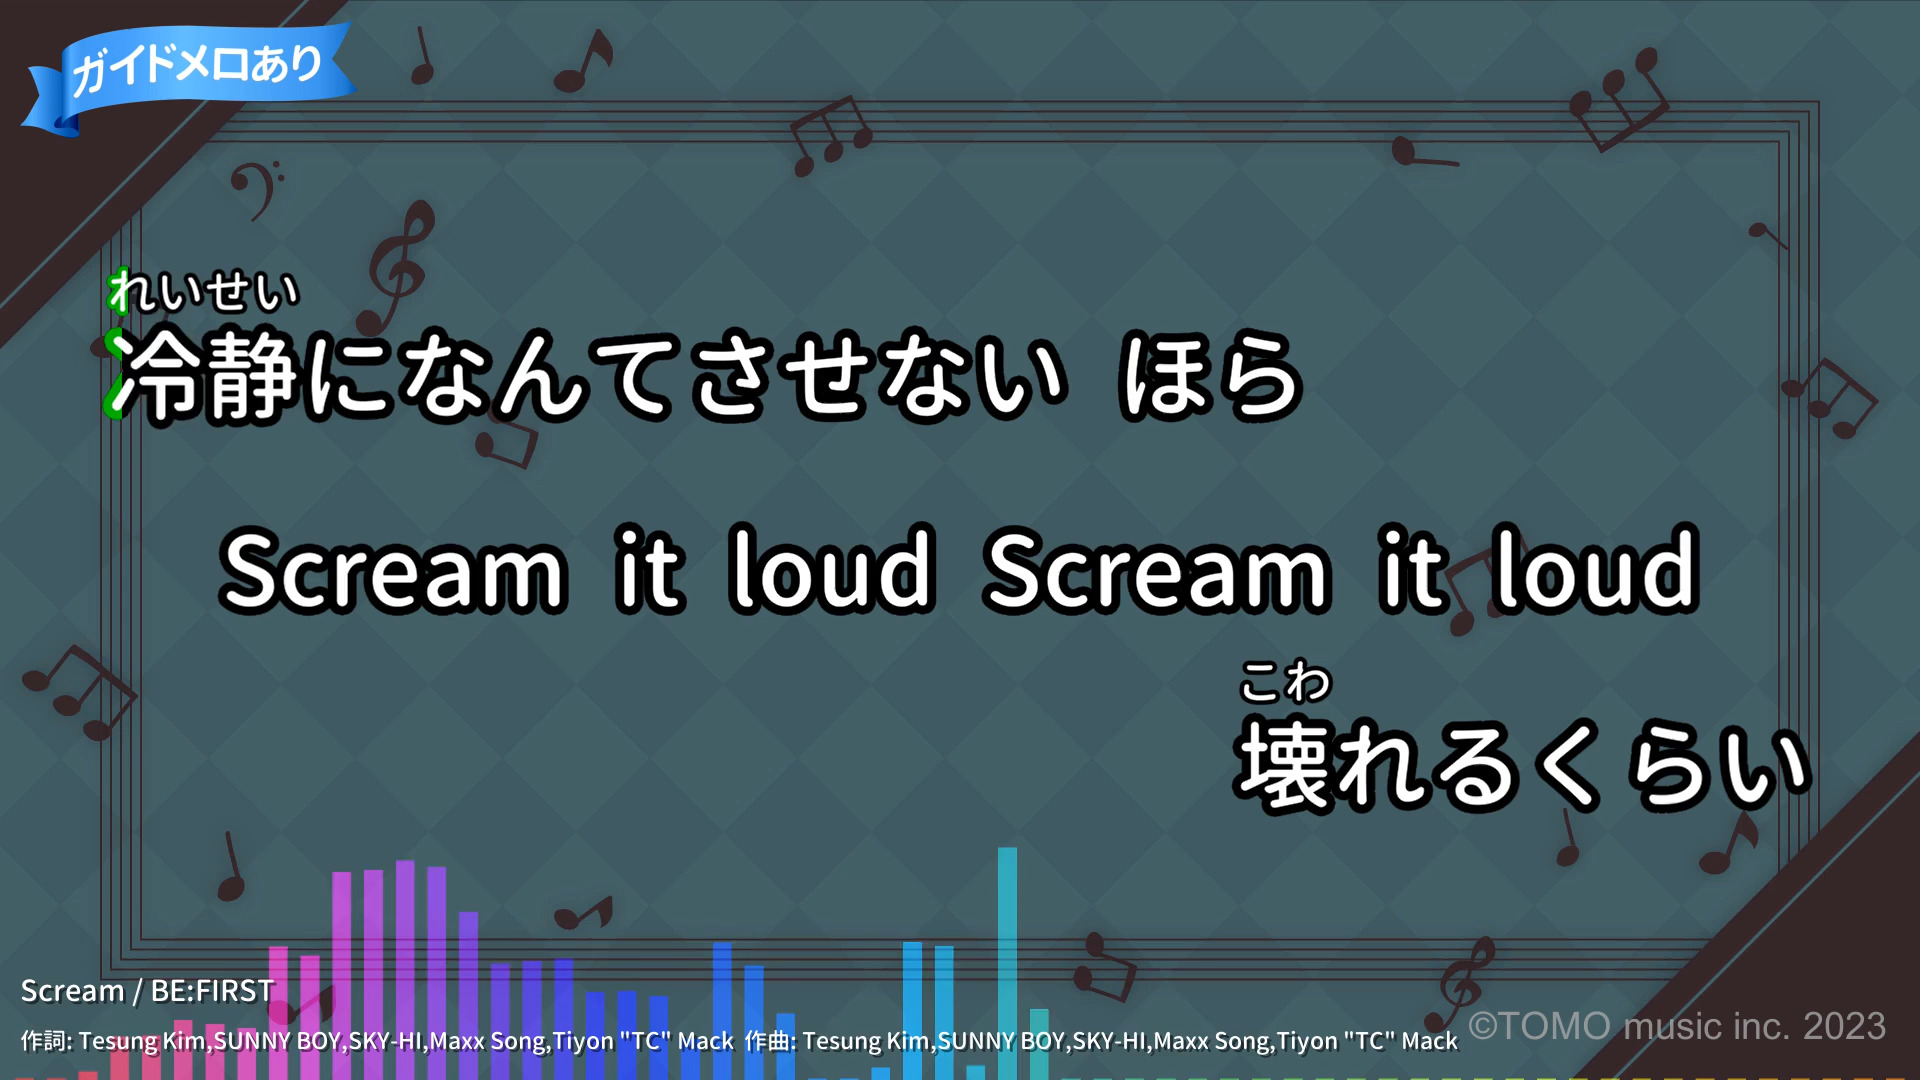 ガイドメロあり
れいせい
冷静になんてさせない ほら
Scream it loud Scream it loud
こわ
壊れるくらい
Scream / BE:FIRST
作詞: Tesung Kim,SUNNY BOY,SKY-HI,Maxx Song,Tiyon "TC" Mack 作曲: Tesung Kim,SUNNY BOY,SKY-HI,Maxx Song,Tiyon "TC" Mack
©TOMO music inc. 2023